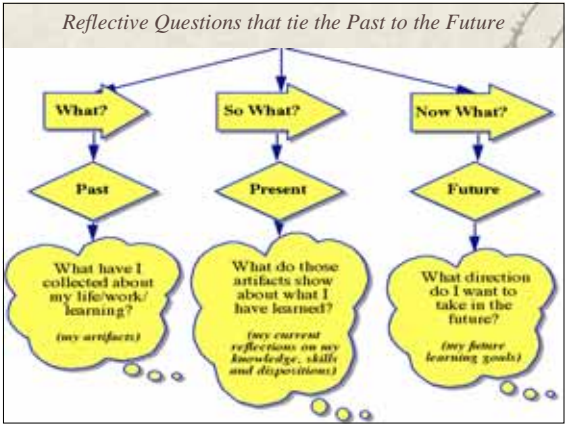 Reflective Questions that tie the Past to the Future
What?
So What?
Now What?
Past
Present
Future
What have I
collected about
my life/work/
learning?
(my artifacts)
What do those
artifacts show
about what I
have learned?
(my current
reflections on my
knowledge, skills
and dispositions)
What direction
do I want to
take in the
future?
(my future
learning goals)